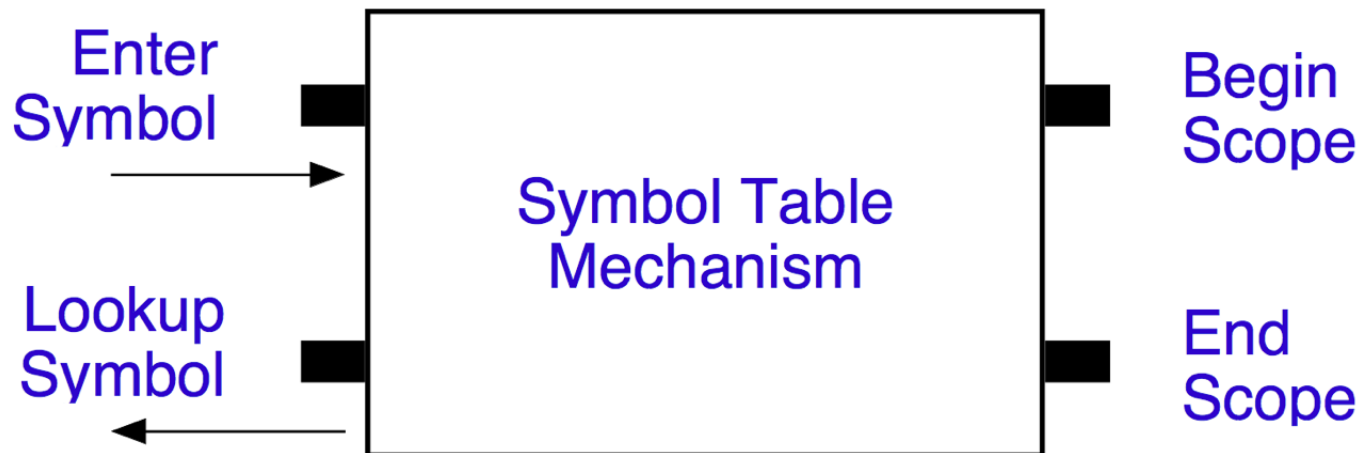 Enter
Symbol
Begin
Scope
Symbol Table
Mechanism
Lookup
Symbol
End
Scope